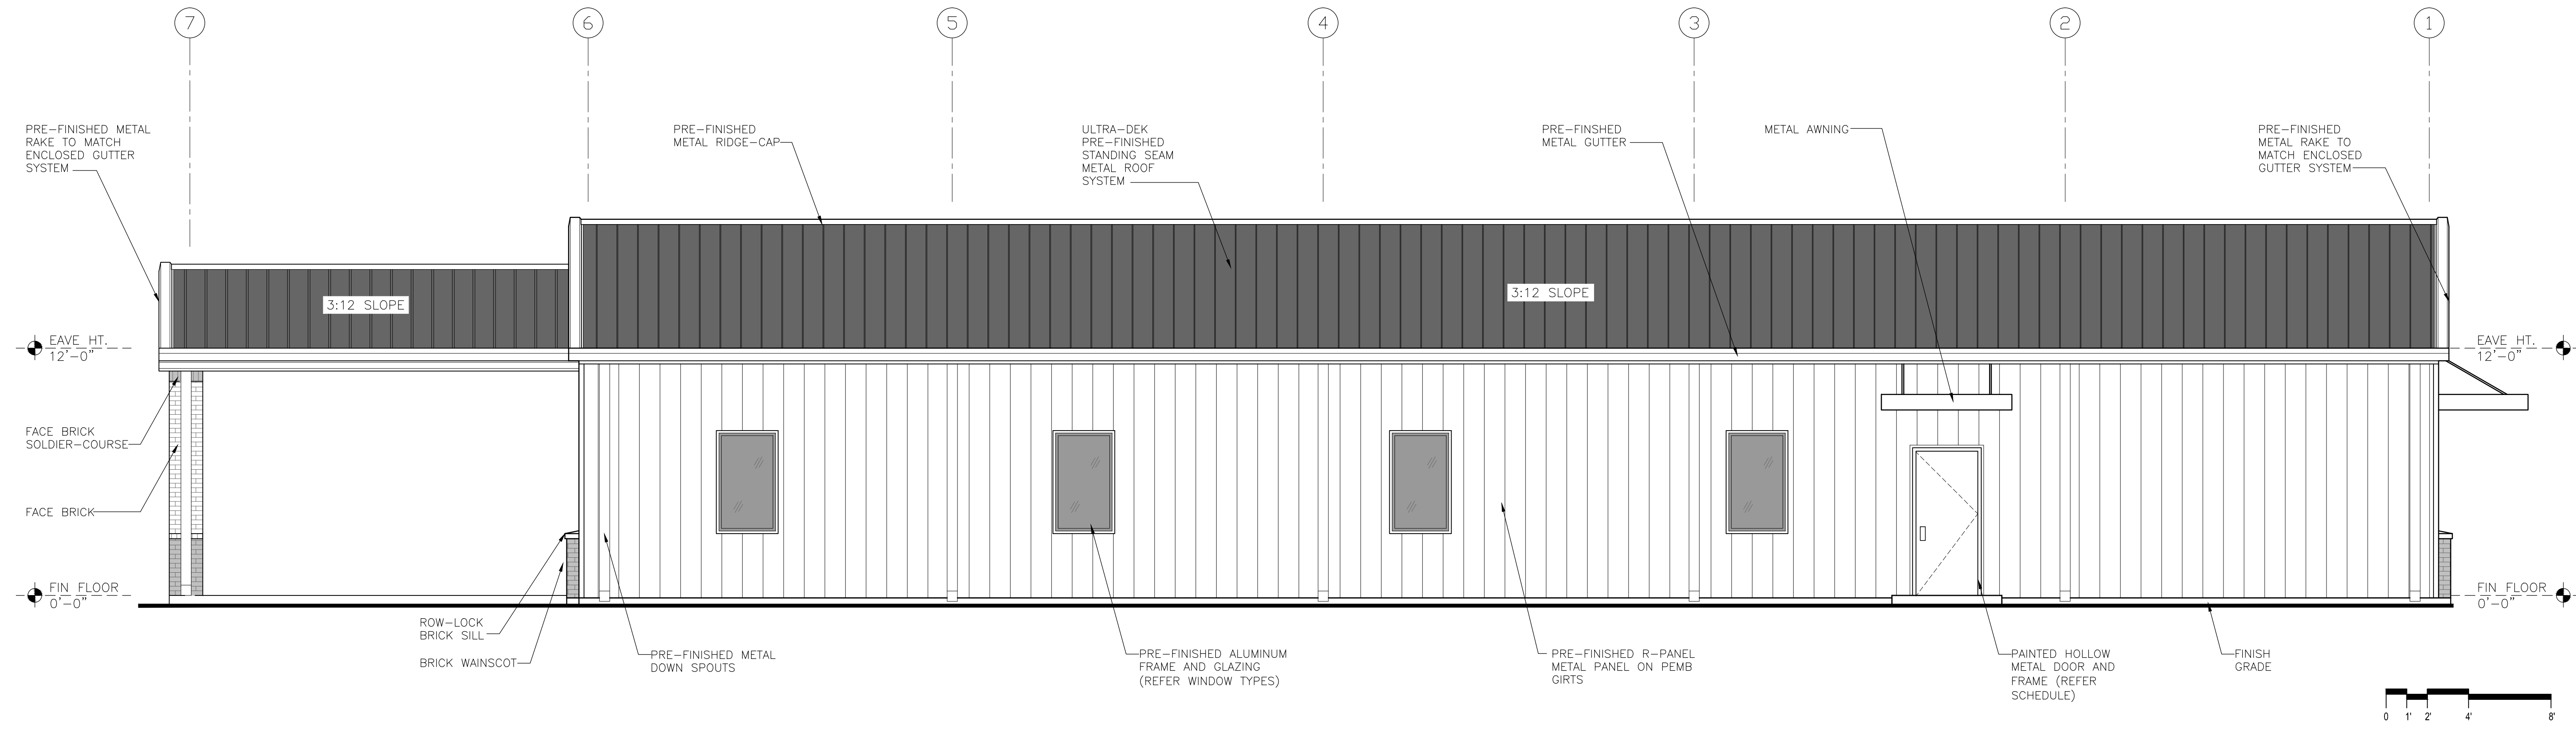 7
6
5
4
3
2
1
PRE-FINISHED METAL
RAKE TO MATCH
ENCLOSED GUTTER
SYSTEM
PRE-FINISHED
METAL RIDGE-CAP
ULTRA-DEK
PRE-FINISHED
STANDING SEAM
METAL ROOF
SYSTEM
PRE-FINSHED
METAL GUTTER
METAL AWNING
PRE-FINISHED
METAL RAKE TO
MATCH ENCLOSED
GUTTER SYSTEM
3:12 SLOPE
3:12 SLOPE
EAVE HT.
12'-0"
EAVE HT.
12'-0"
FACE BRICK
SOLDIER-COURSE
FACE BRICK
FIN FLOOR
0'-0"
FIN FLOOR
0'-0"
ROW-LOCK
BRICK SILL
BRICK WAINSCOT
PRE-FINISHED METAL
DOWN SPOUTS
PRE-FINISHED ALUMINUM
FRAME AND GLAZING
(REFER WINDOW TYPES)
PRE-FINISHED R-PANEL
METAL PANEL ON PEMB
GIRTS
PAINTED HOLLOW
METAL DOOR AND
FRAME (REFER
SCHEDULE)
FINISH
GRADE
0 1' 2' 4' 8'